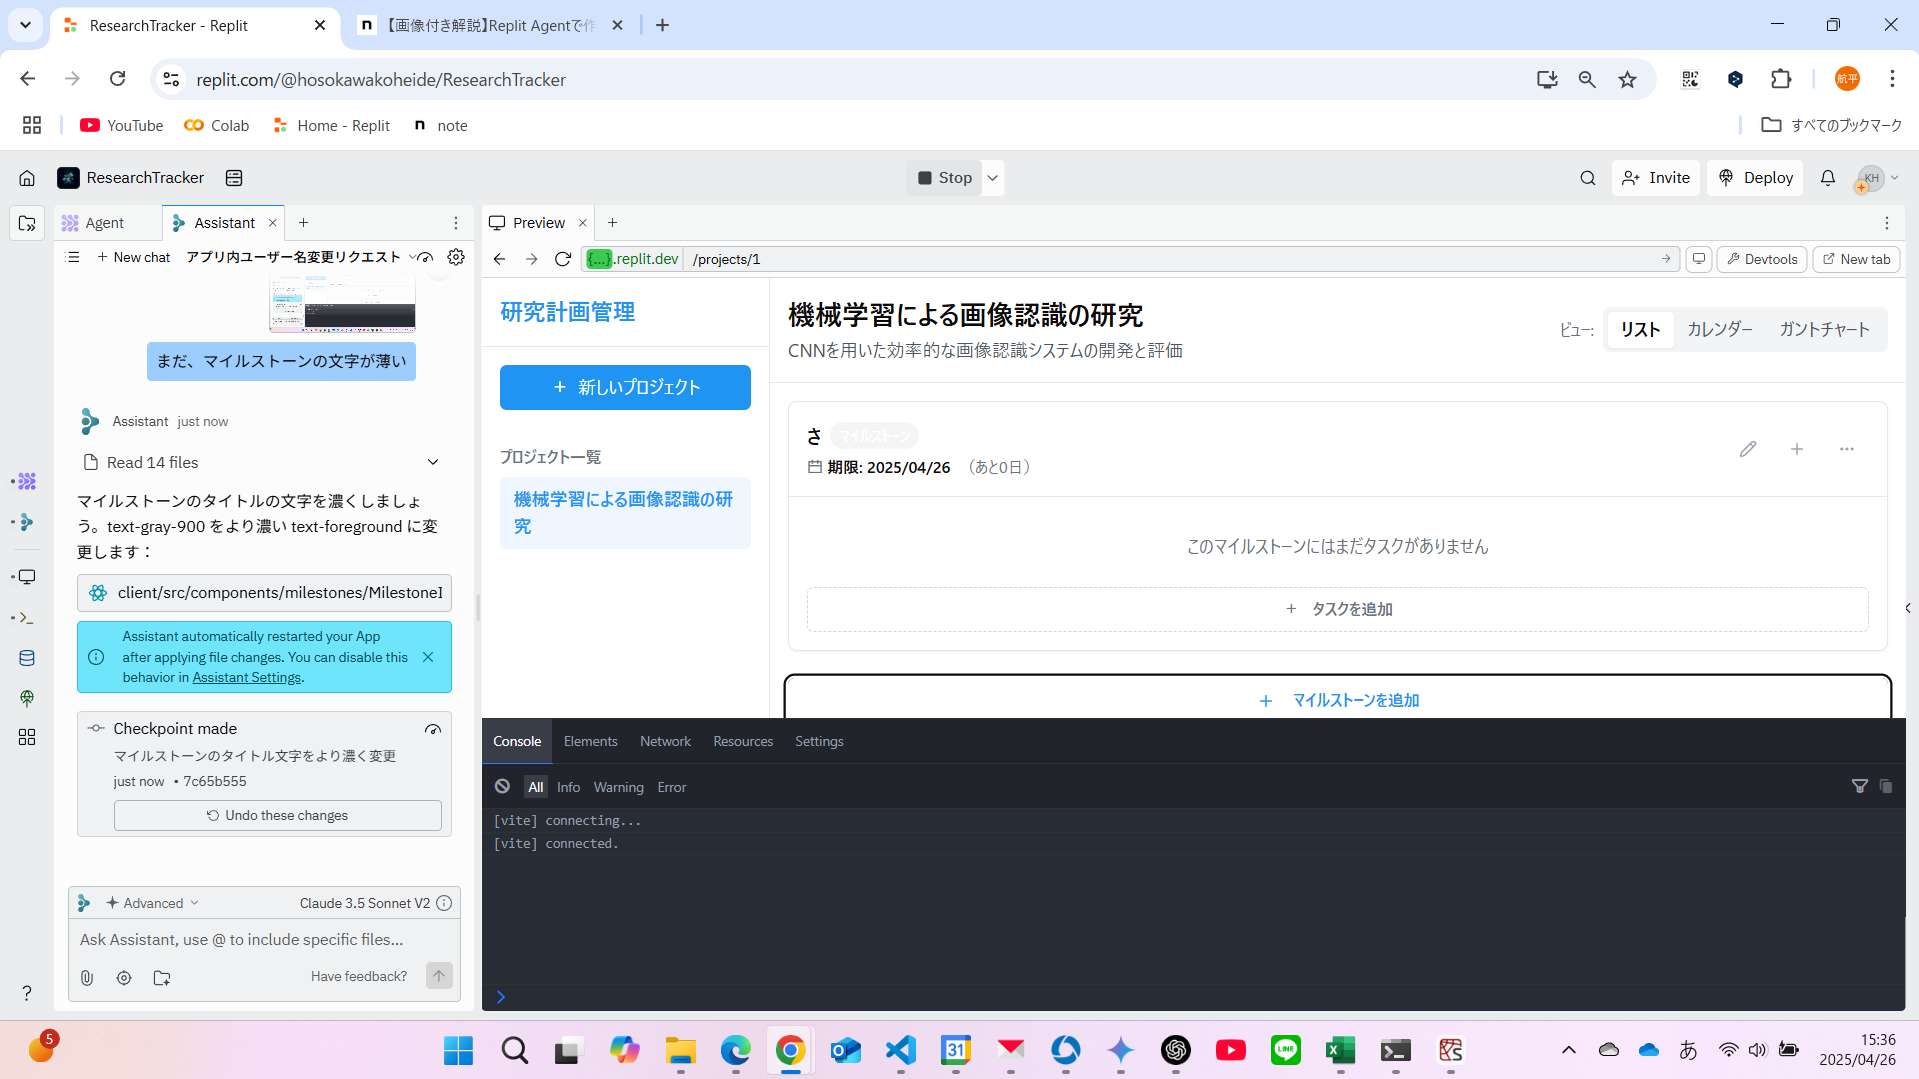 ResearchTracker - Replit
【画像付き解説】Replit Agentで作
replit.com/@hosokawakoheide/ResearchTracker
航平
YouTube
Colab
Home - Replit
note
すべてのブックマーク
ResearchTracker
Stop
Invite
Deploy
KH
Agent
Assistant
Preview
New chat
アプリ内ユーザー名変更リクエスト
{...}.replit.dev
/projects/1
Devtools
New tab
まだ、マイルストーンの文字が薄い
Assistant just now
Read 14 files
マイルストーンのタイトルの文字を濃くしましょ
う。text-gray-900 をより濃い text-foreground に変
更します：
client/src/components/milestones/MilestoneI
Assistant automatically restarted your App
after applying file changes. You can disable this
behavior in Assistant Settings.
Checkpoint made
マイルストーンのタイトル文字をより濃く変更
just now • 7c65b555
Undo these changes
Advanced
Claude 3.5 Sonnet V2
Ask Assistant, use @ to include specific files...
Have feedback?
研究計画管理
+ 新しいプロジェクト
プロジェクト一覧
機械学習による画像認識の研
究
機械学習による画像認識の研究
CNNを用いた効率的な画像認識システムの開発と評価
ビュー:
リスト
カレンダー
ガントチャート
さ
マイルストーン
期限: 2025/04/26
（あと0日）
このマイルストーンにはまだタスクがありません
+ タスクを追加
+ マイルストーンを追加
Console
Elements
Network
Resources
Settings
All
Info
Warning
Error
[vite] connecting...
[vite] connected.
5
31
LINE
あ
15:36
2025/04/26